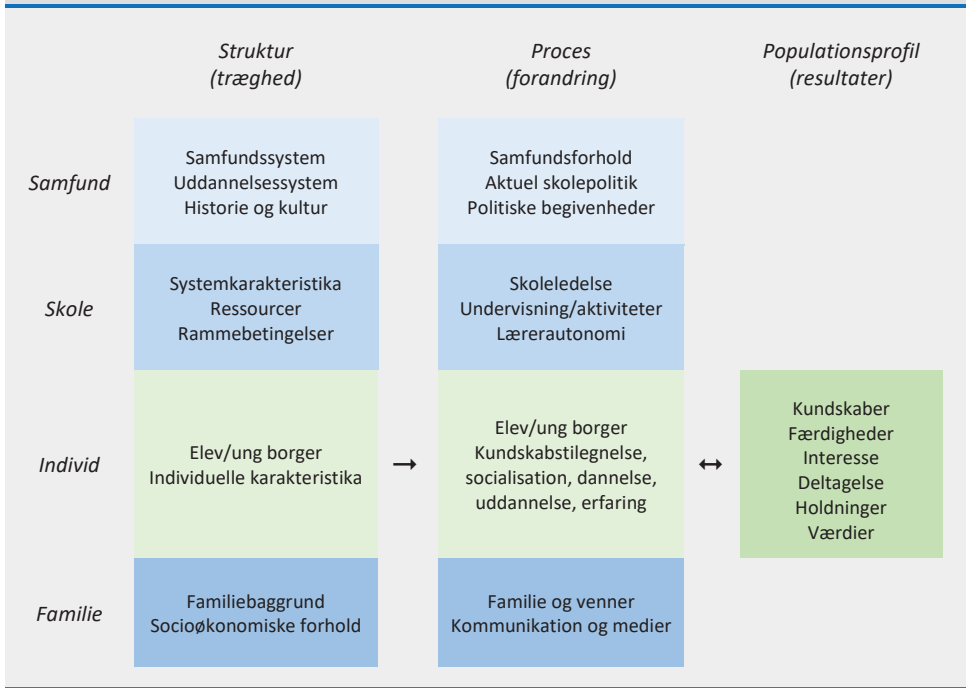 Struktur
(træghed)
Proces
(forandring)
Populationsprofil
(resultater)
Samfund
Samfundssystem
Uddannelsessystem
Historie og kultur
Samfundsforhold
Aktuel skolepolitik
Politiske begivenheder
Skole
Systemkarakteristika
Ressourcer
Rammebetingelser
Skoleledelse
Undervisning/aktiviteter
Lærerautonomi
Individ
Elev/ung borger
Individuelle karakteristika
→
Elev/ung borger
Kundskabstilegnelse,
socialisation, dannelse,
uddannelse, erfaring
↔
Kundskaber
Færdigheder
Interesse
Deltagelse
Holdninger
Værdier
Familie
Familiebaggrund
Socioøkonomiske forhold
Familie og venner
Kommunikation og medier